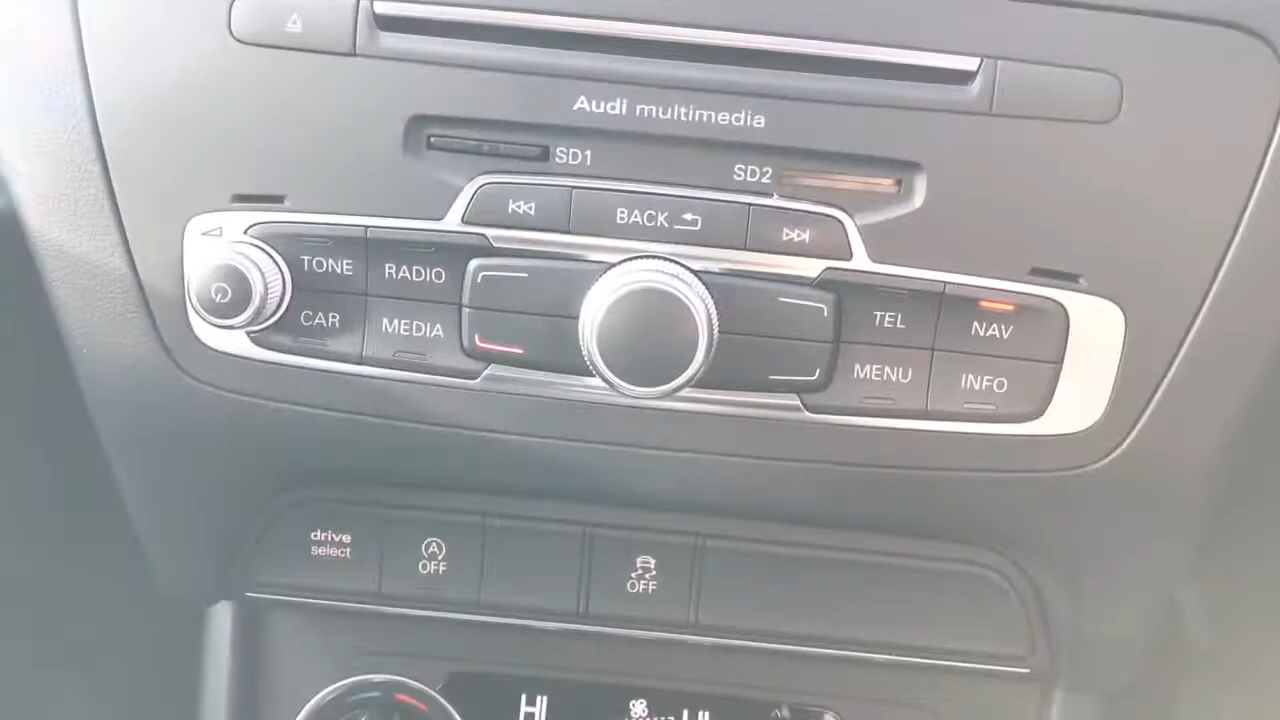 Audi multimedia
SD1
SD2
BACK
TONE
RADIO
CAR
MEDIA
TEL
NAV
MENU
INFO
drive
select
A
OFF
OFF
HI